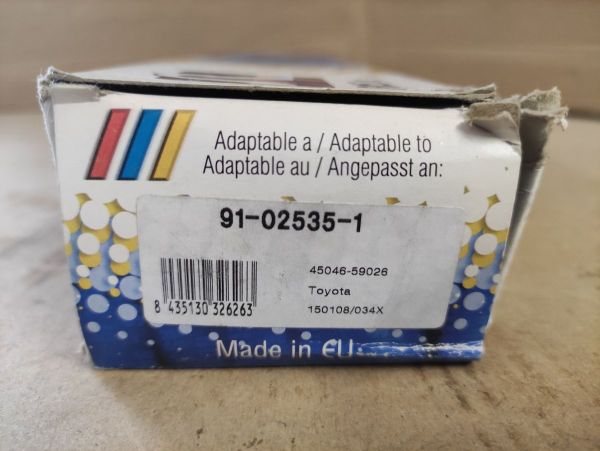 Adaptable a / Adaptable to
Adaptable au / Angepasst an:
91-02535-1
45046-59026
Toyota
150108/034X
8 435130 326263
Made in EU